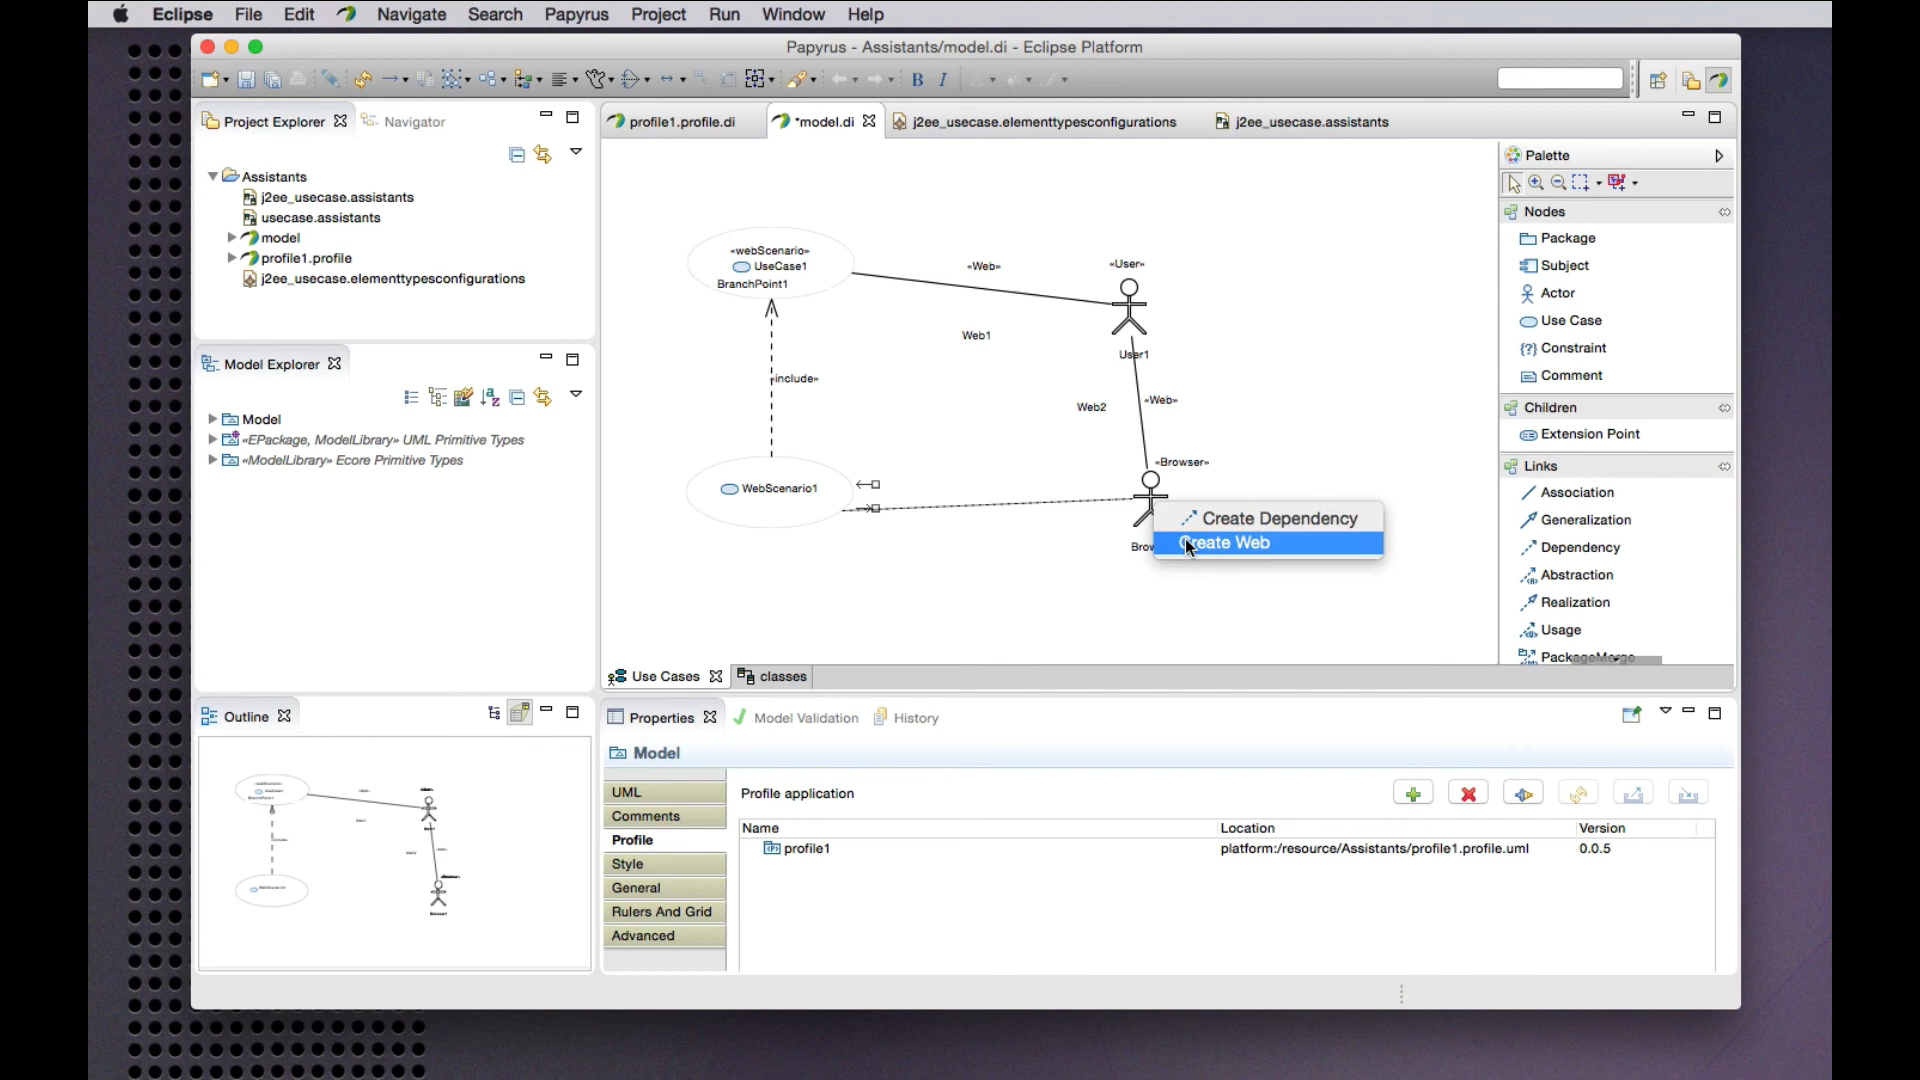 Eclipse File Edit Navigate Search Papyrus Project Run Window Help
Papyrus - Assistants/model.di - Eclipse Platform
B I
Project Explorer
Navigator
Assistants
j2ee_usecase.assistants
usecase.assistants
model
profile1.profile
j2ee_usecase.elementtypesconfigurations
Model Explorer
Model
«EPackage, ModelLibrary» UML Primitive Types
«ModelLibrary» Ecore Primitive Types
Outline
profile1.profile.di
*model.di
j2ee_usecase.elementtypesconfigurations
j2ee_usecase.assistants
«webScenario»
UseCase1
BranchPoint1
«Web»
Web1
«User»
User1
«include»
Web2
«Web»
«Browser»
WebScenario1
Create Dependency
Create Web
Use Cases
classes
Palette
Nodes
Package
Subject
Actor
Use Case
Constraint
Comment
Children
Extension Point
Links
Association
Generalization
Dependency
Abstraction
Realization
Usage
PackageMerge
Properties
Model Validation
History
Model
UML
Comments
Profile
Style
General
Rulers And Grid
Advanced
Profile application
Name Location Version
profile1 platform:/resource/Assistants/profile1.profile.uml 0.0.5